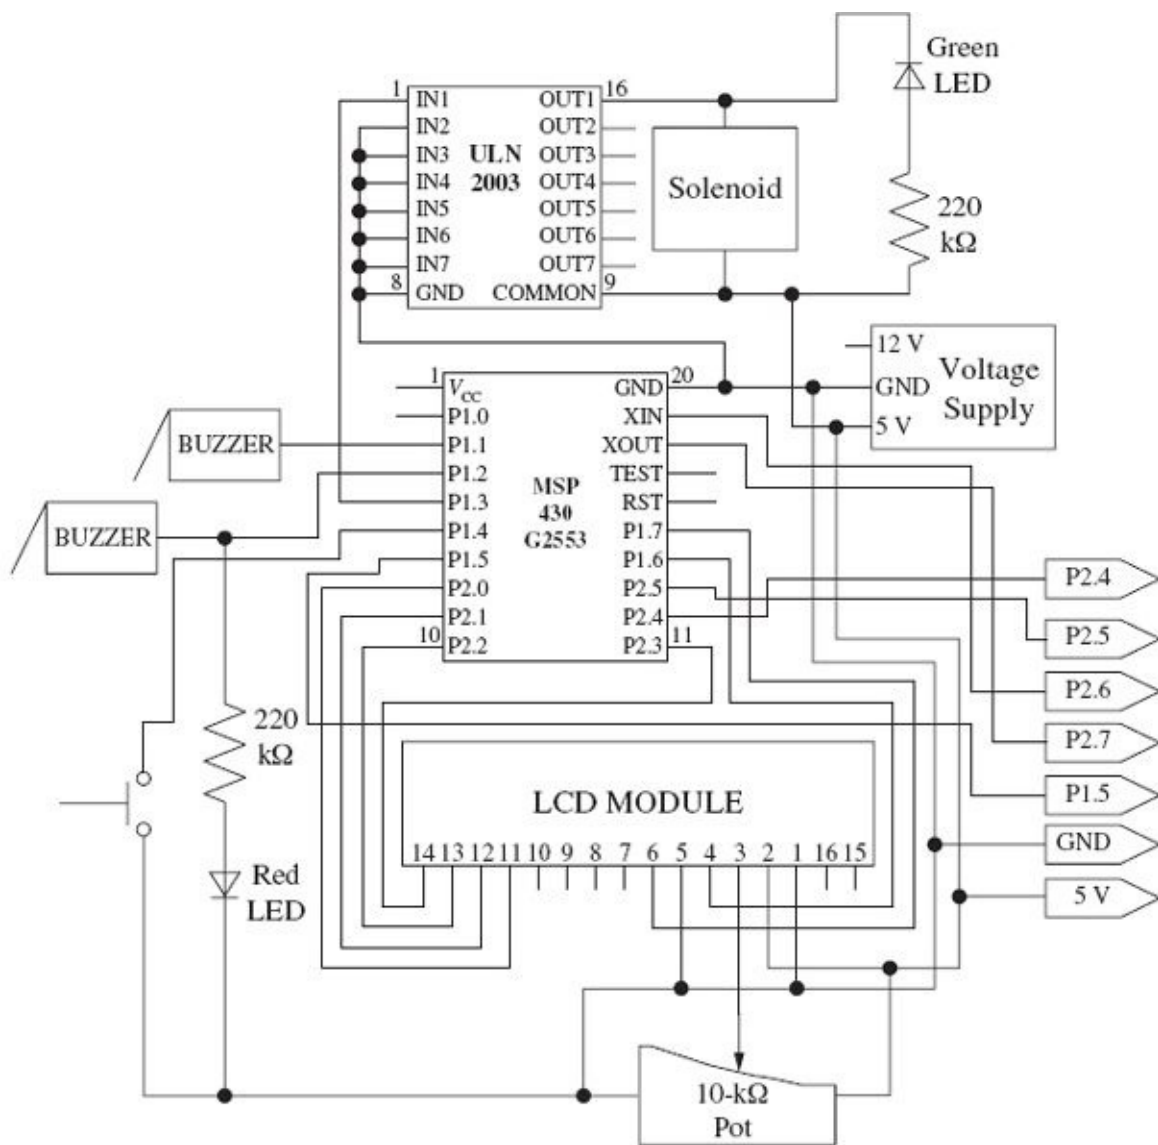 Green
LED
1 IN1 OUT1 16
IN2 OUT2
IN3 ULN OUT3
IN4 2003 OUT4
IN5 OUT5
IN6 OUT6
IN7 OUT7
8 GND COMMON 9
Solenoid
220
kΩ
12 V
GND
5 V
Voltage
Supply
1 VCC GND 20
P1.0 XIN
P1.1 XOUT
P1.2 TEST
P1.3 RST
P1.4 P1.7
P1.5 P1.6
P2.0 P2.5
P2.1 P2.4
10 P2.2 P2.3 11
MSP
430
G2553
BUZZER
BUZZER
P2.4
P2.5
P2.6
P2.7
P1.5
GND
5 V
220
kΩ
Red
LED
LCD MODULE
14 13 12 11 10 9 8 7 6 5 4 3 2 1 16 15
10-kΩ
Pot